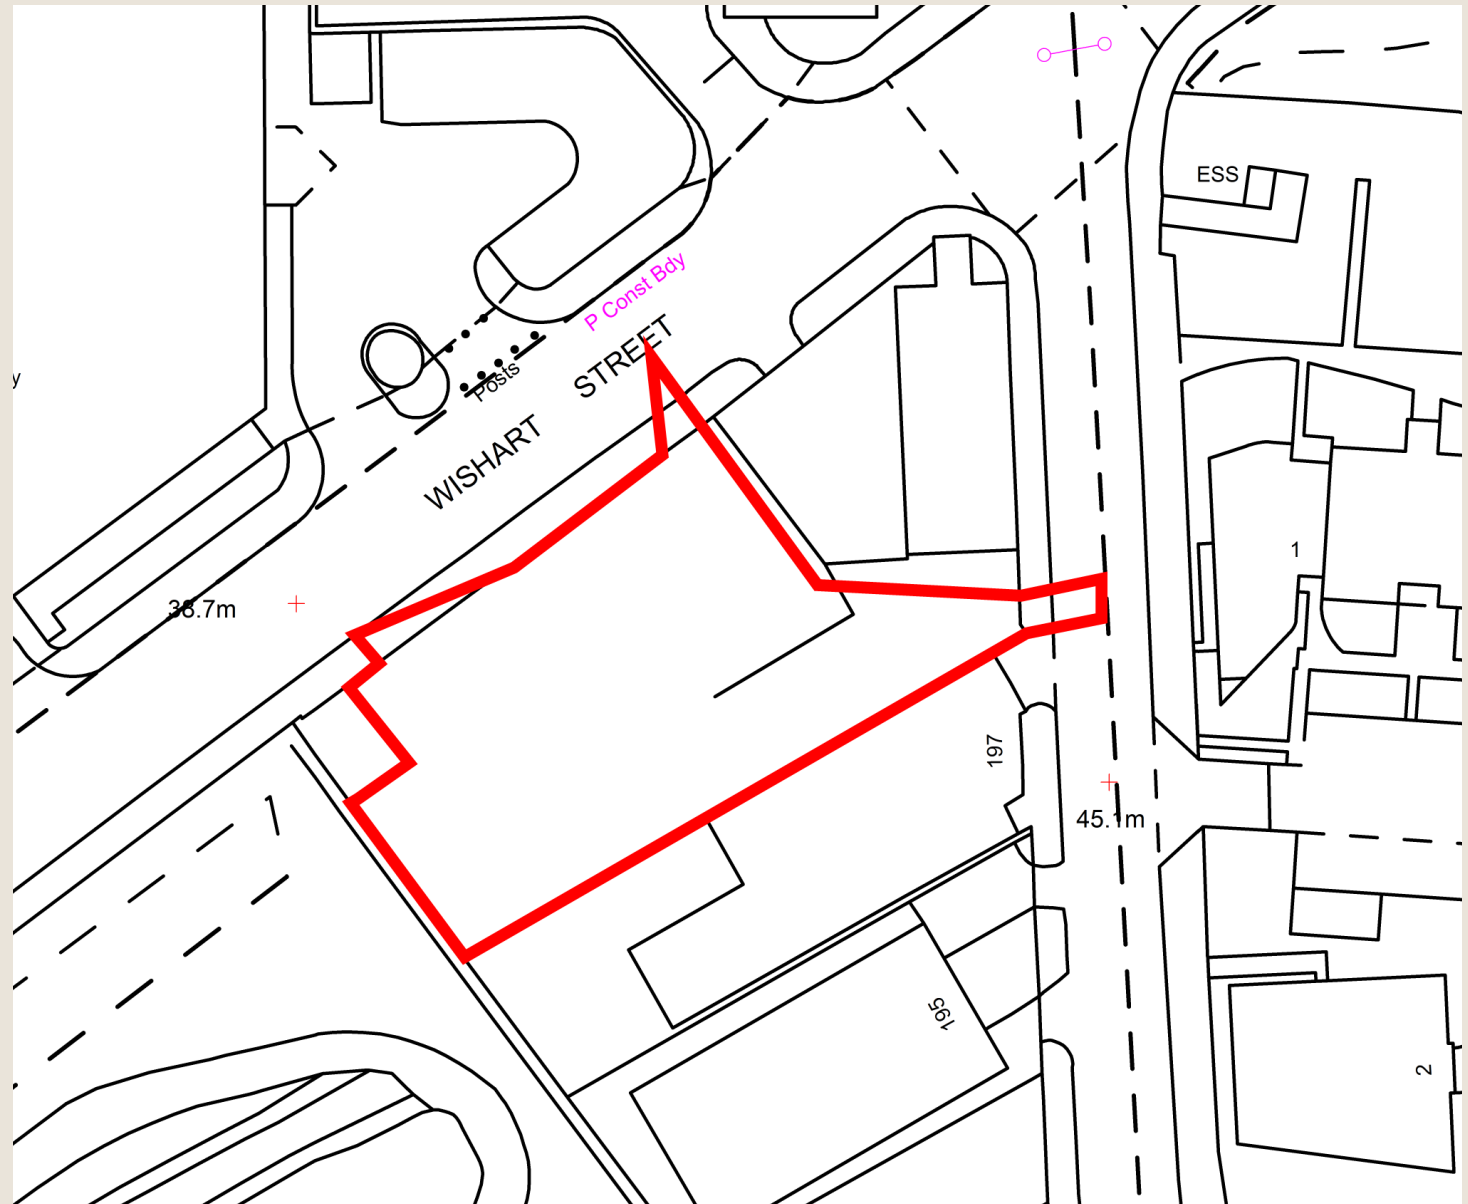 ESS
P Const Bdy
STREET
Posts
y
WISHART
1
38.7m
197
45.1m
195
2